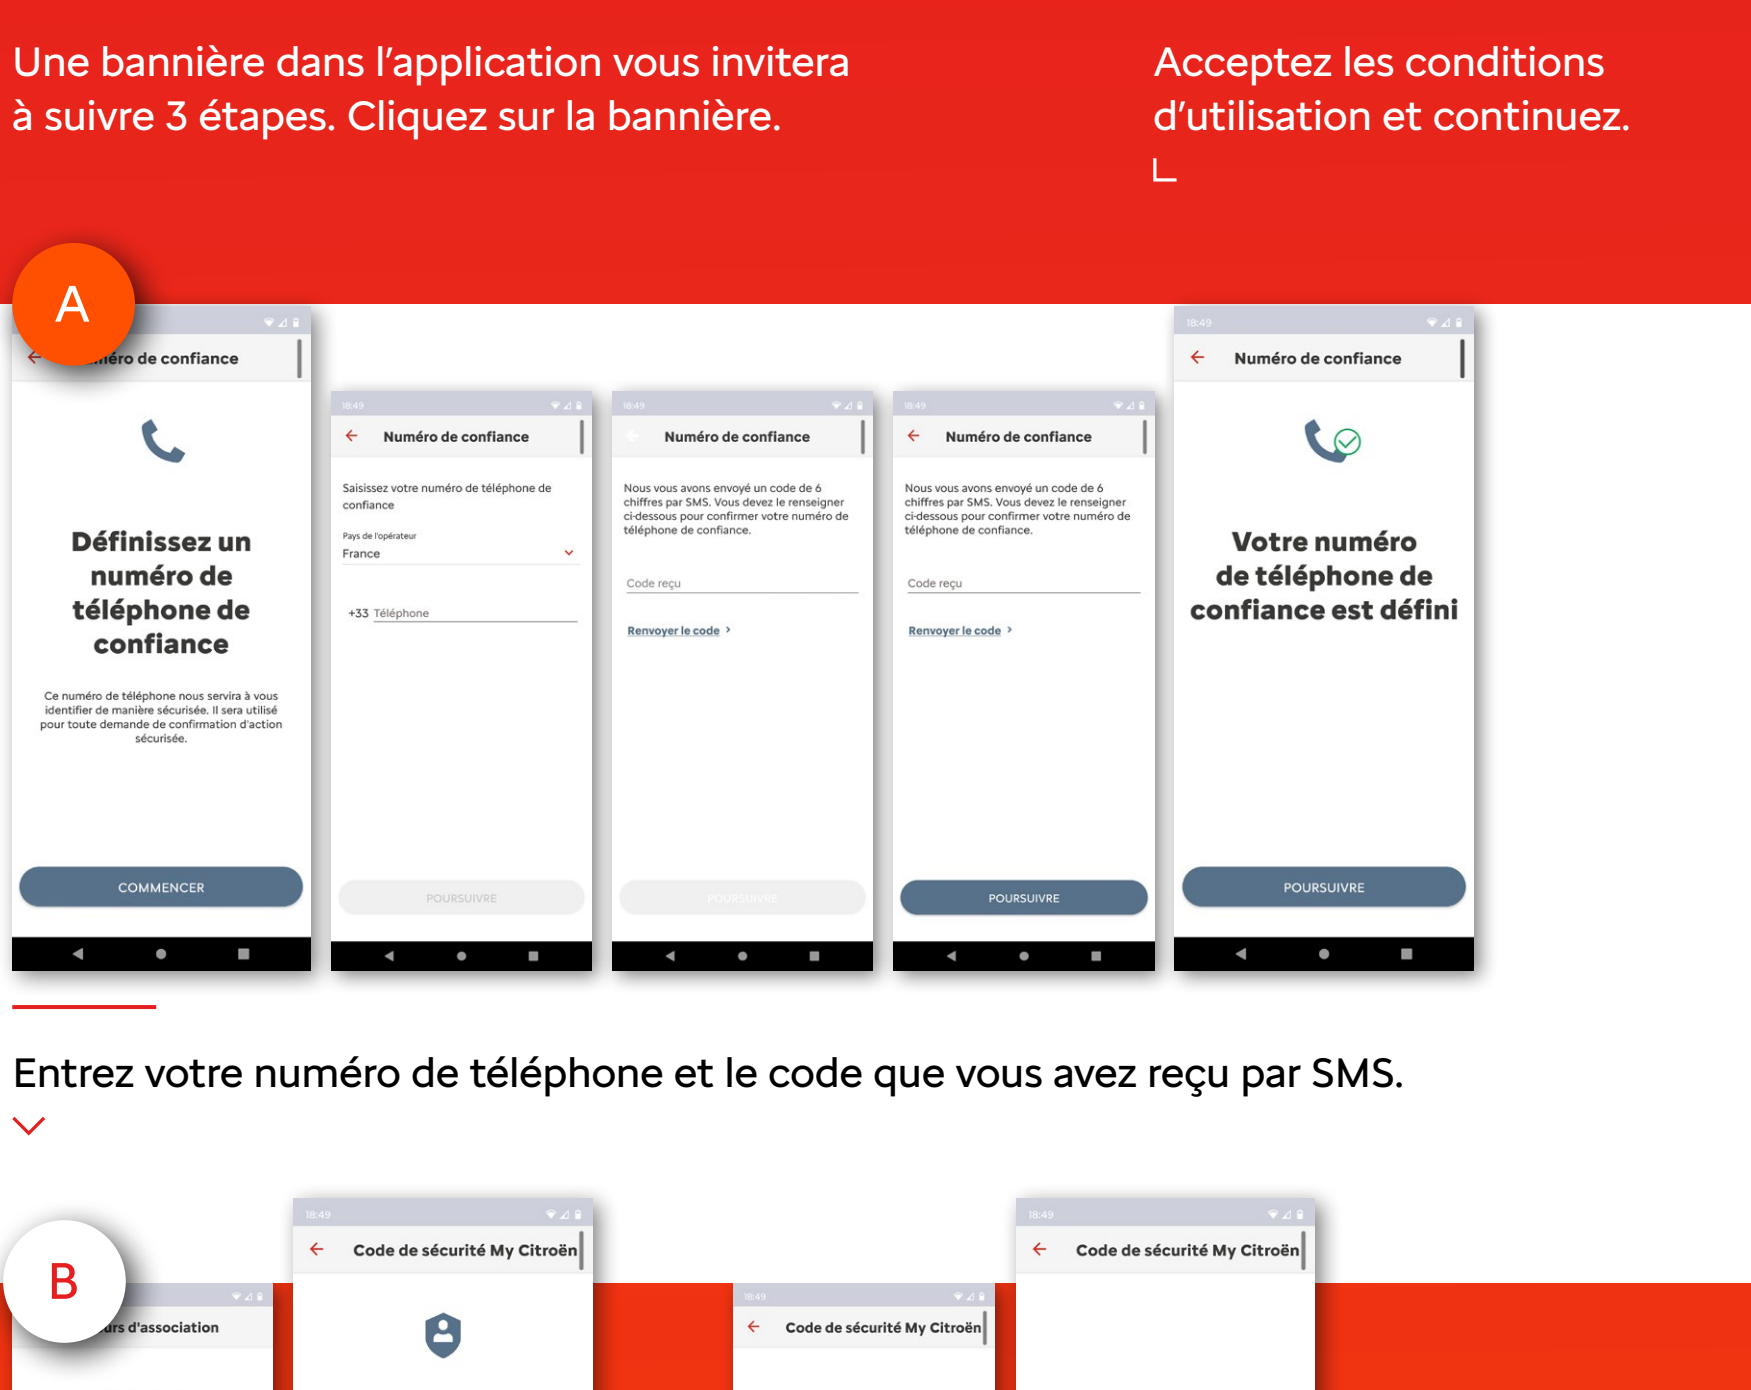 Une bannière dans l'application vous invitera
à suivre 3 étapes. Cliquez sur la bannière.
Acceptez les conditions
d'utilisation et continuez.
A
Numéro de confiance
Définissez un
numéro de
téléphone de
confiance
Ce numéro de téléphone nous servira à vous
identifier de manière sécurisée. Il sera utilisé
pour toute demande de confirmation d'action
sécurisée.
COMMENCER
18:49
Numéro de confiance
Saisissez votre numéro de téléphone de
confiance
Pays de l'opérateur
France
+33 Téléphone
POURSUIVRE
18:49
Numéro de confiance
Nous vous avons envoyé un code de 6
chiffres par SMS. Vous devez le renseigner
ci-dessous pour confirmer votre numéro de
téléphone de confiance.
Code reçu
Renvoyer le code >
POURSUIVRE
18:49
Numéro de confiance
Nous vous avons envoyé un code de 6
chiffres par SMS. Vous devez le renseigner
ci-dessous pour confirmer votre numéro de
téléphone de confiance.
Code reçu
Renvoyer le code >
POURSUIVRE
18:49
Numéro de confiance
Votre numéro
de téléphone de
confiance est défini
POURSUIVRE
Entrez votre numéro de téléphone et le code que vous avez reçu par SMS.
B
d'association
18:49
Code de sécurité My Citroën
18:49
Code de sécurité My Citroën
18:49
Code de sécurité My Citroën